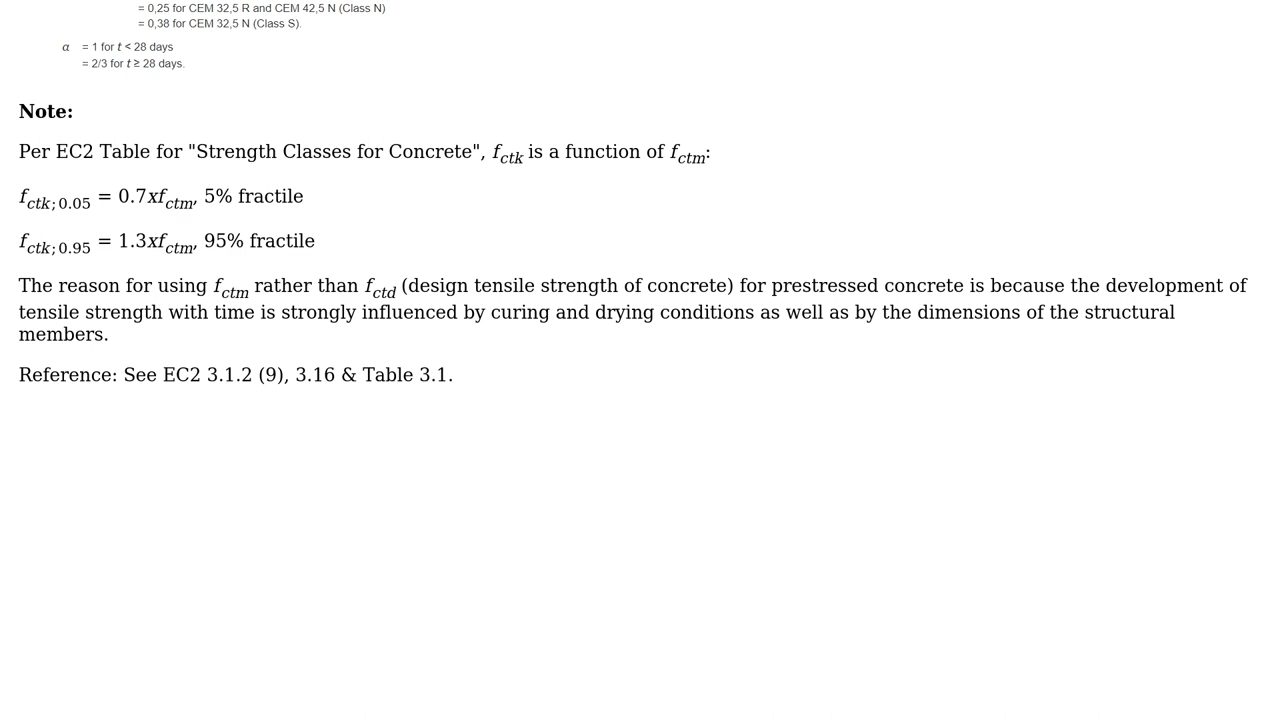 = 0,25 for CEM 32,5 R and CEM 42,5 N (Class N)
= 0,38 for CEM 32,5 N (Class S).
α = 1 for t < 28 days
= 2/3 for t ≥ 28 days.
Note:
Per EC2 Table for "Strength Classes for Concrete", fctk is a function of fctm:
fctk;0.05 = 0.7xfctm, 5% fractile
fctk;0.95 = 1.3xfctm, 95% fractile
The reason for using fctm rather than fctd (design tensile strength of concrete) for prestressed concrete is because the development of
tensile strength with time is strongly influenced by curing and drying conditions as well as by the dimensions of the structural
members.
Reference: See EC2 3.1.2 (9), 3.16 & Table 3.1.